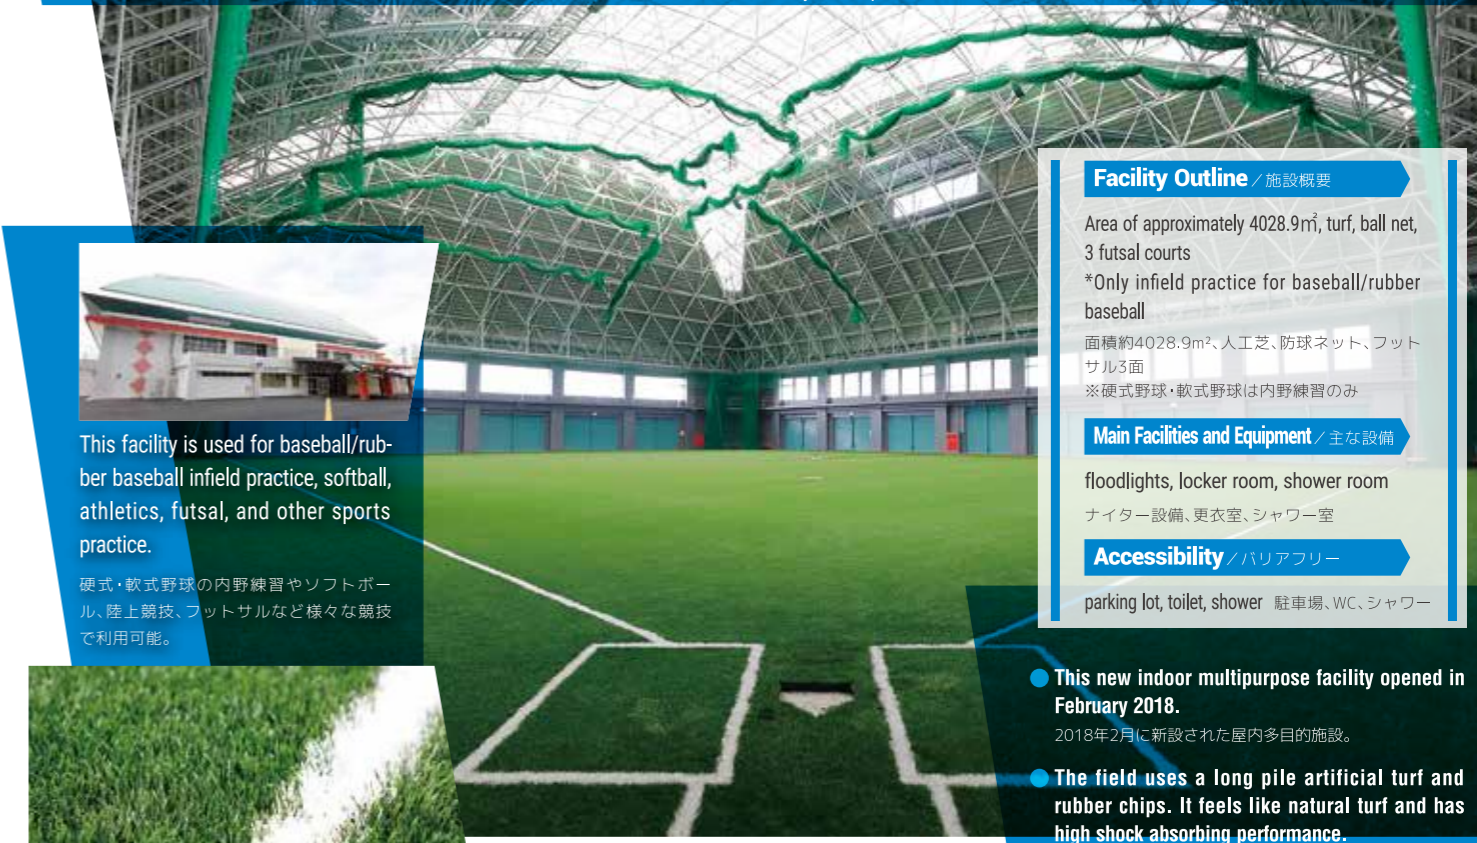 This facility is used for baseball/rub-
ber baseball infield practice, softball,
athletics, futsal, and other sports
practice.
硬式・軟式野球の内野練習やソフトボー
ル、陸上競技、フットサルなど様々な競技
で利用可能。
Facility Outline／施設概要
Area of approximately 4028.9㎡, turf, ball net,
3 futsal courts
*Only infield practice for baseball/rubber
baseball
面積約4028.9m²、人工芝、防球ネット、フット
サル3面
※硬式野球・軟式野球は内野練習のみ
Main Facilities and Equipment／主な設備
floodlights, locker room, shower room
ナイター設備、更衣室、シャワー室
Accessibility／バリアフリー
parking lot, toilet, shower 駐車場、WC、シャワー
This new indoor multipurpose facility opened in
February 2018.
2018年2月に新設された屋内多目的施設。
The field uses a long pile artificial turf and
rubber chips. It feels like natural turf and has
high shock absorbing performance.